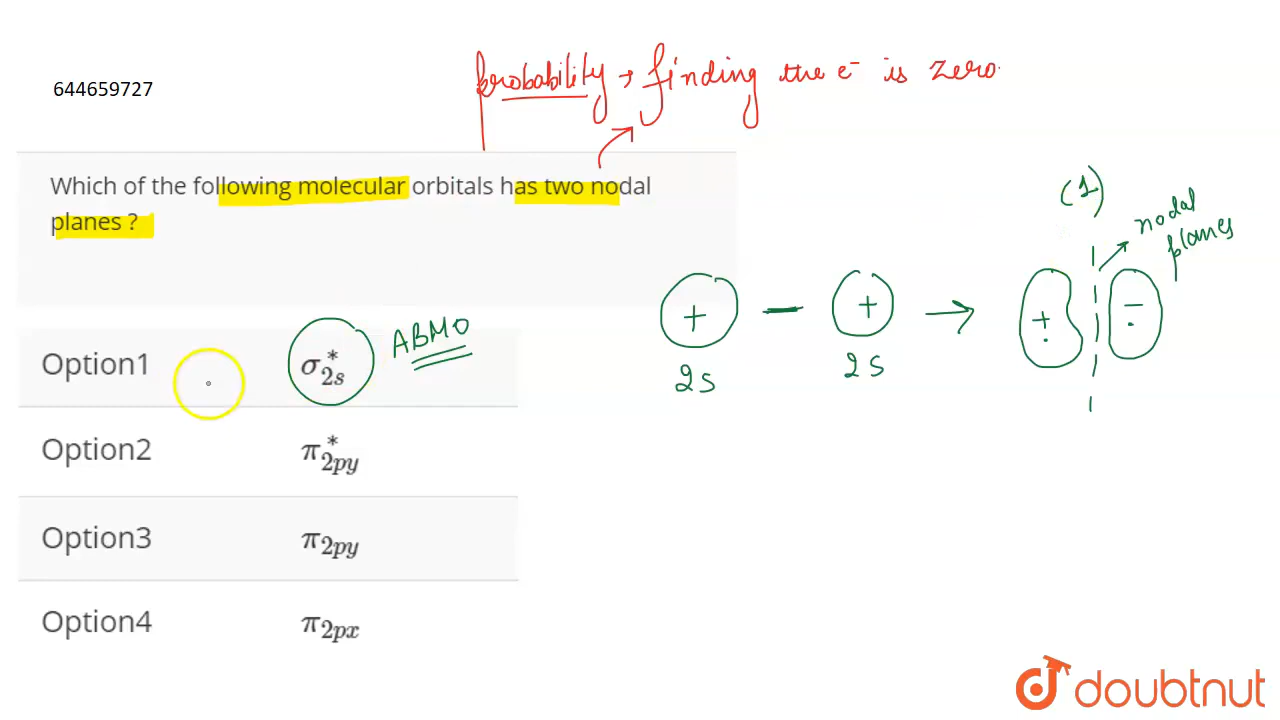 probability → finding the e⁻ is zero.
644659727
Which of the following molecular orbitals has two nodal
planes ?
(1)
nodal
planes
+ − + → + −
2s 2s
Option1 σ*2s ABMO
Option2 π*2py
Option3 π2py
Option4 π2px
doubtnut